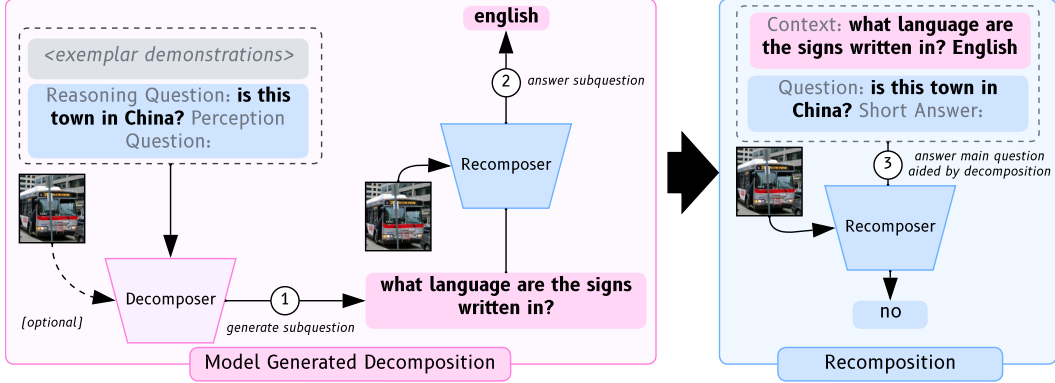 <exemplar demonstrations>
Reasoning Question: is this
town in China? Perception
Question:
[optional]
Decomposer
1
generate subquestion
what language are the signs
written in?
Recomposer
2
answer subquestion
english
Model Generated Decomposition
Context: what language are
the signs written in? English
Question: is this town in
China? Short Answer:
3
answer main question
aided by decomposition
Recomposer
no
Recomposition